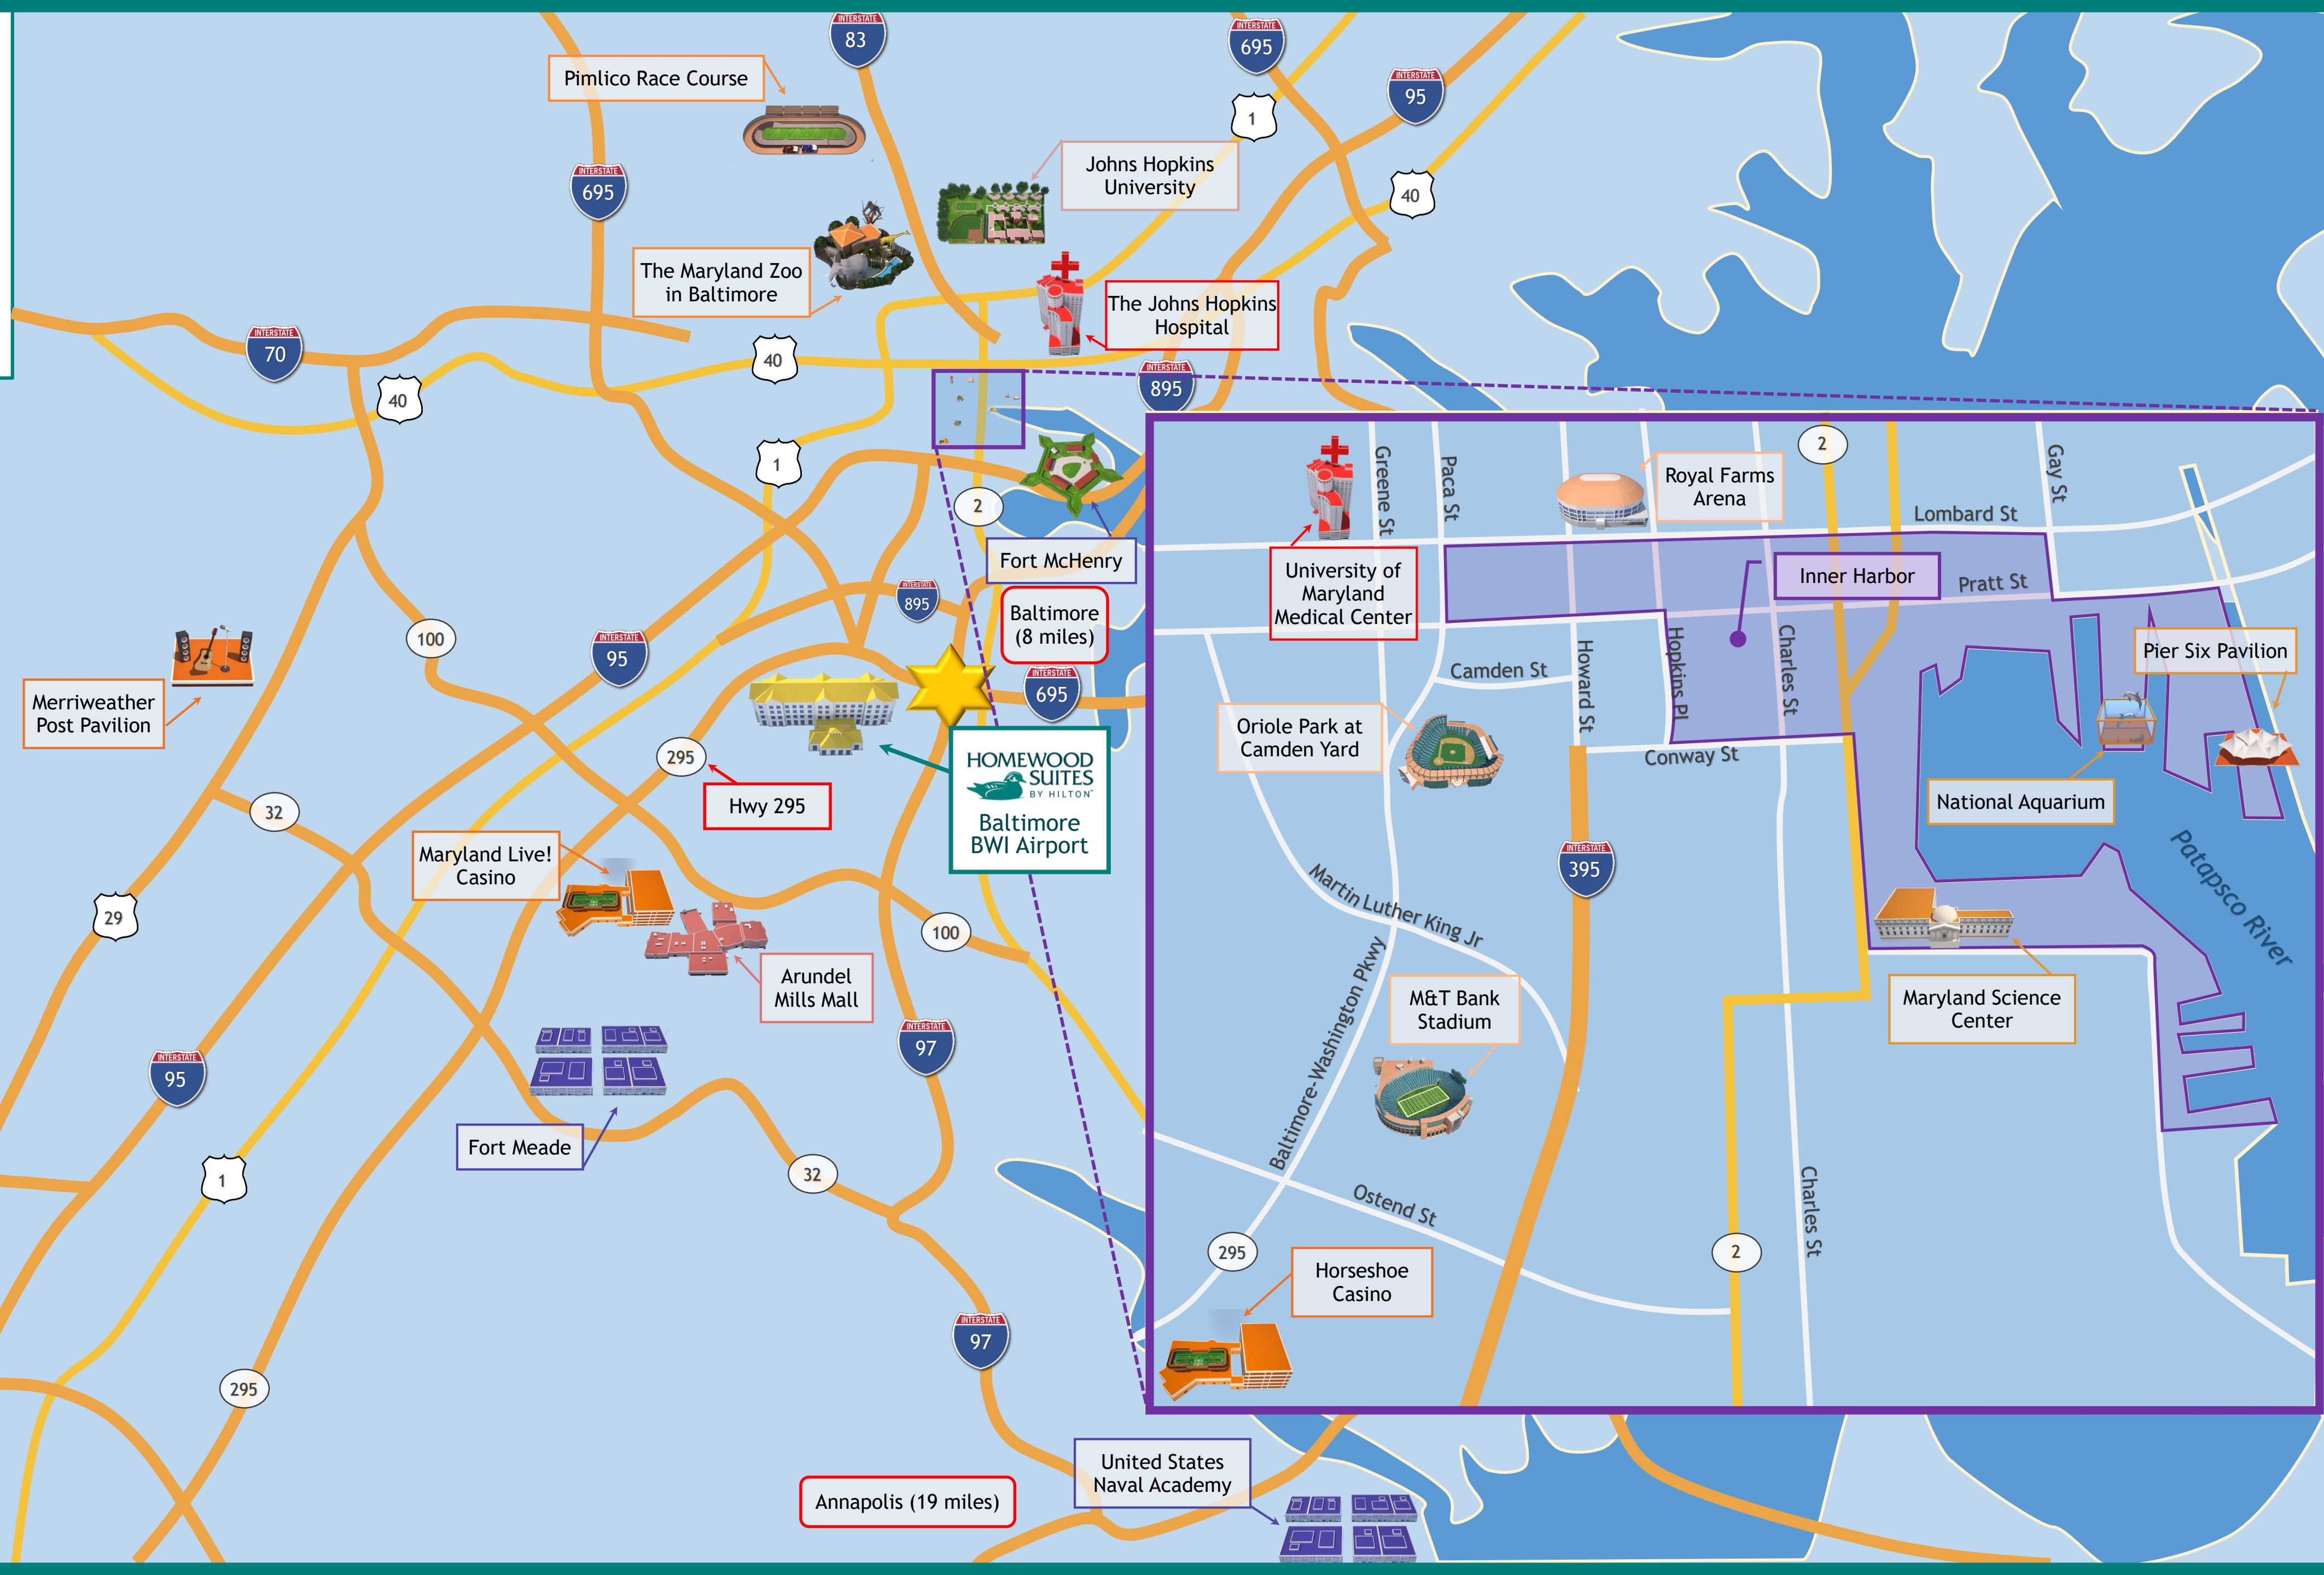 INTERSTATE
83
INTERSTATE
695
INTERSTATE
95
Pimlico Race Course
1
INTERSTATE
695
Johns Hopkins
University
40
The Maryland Zoo
in Baltimore
The Johns Hopkins
Hospital
INTERSTATE
70
40
40
INTERSTATE
895
1
2
Fort McHenry
INTERSTATE
895
Baltimore
(8 miles)
100
INTERSTATE
95
INTERSTATE
695
Merriweather
Post Pavilion
295
Hwy 295
HOMEWOOD
SUITES
BY HILTON™
Baltimore
BWI Airport
32
Maryland Live!
Casino
29
100
Arundel
Mills Mall
INTERSTATE
97
INTERSTATE
95
Fort Meade
1
32
INTERSTATE
97
295
United States
Naval Academy
Annapolis (19 miles)
2
Greene St
Paca St
Gay St
Royal Farms
Arena
Lombard St
University of
Maryland
Medical Center
Inner Harbor
Pratt St
Hopkins Pl
Charles St
Howard St
Camden St
Pier Six Pavilion
Oriole Park at
Camden Yard
Conway St
National Aquarium
INTERSTATE
395
Patapsco River
Martin Luther King Jr
Baltimore-Washington Pkwy
M&T Bank
Stadium
Maryland Science
Center
Ostend St
Charles St
295
2
Horseshoe
Casino